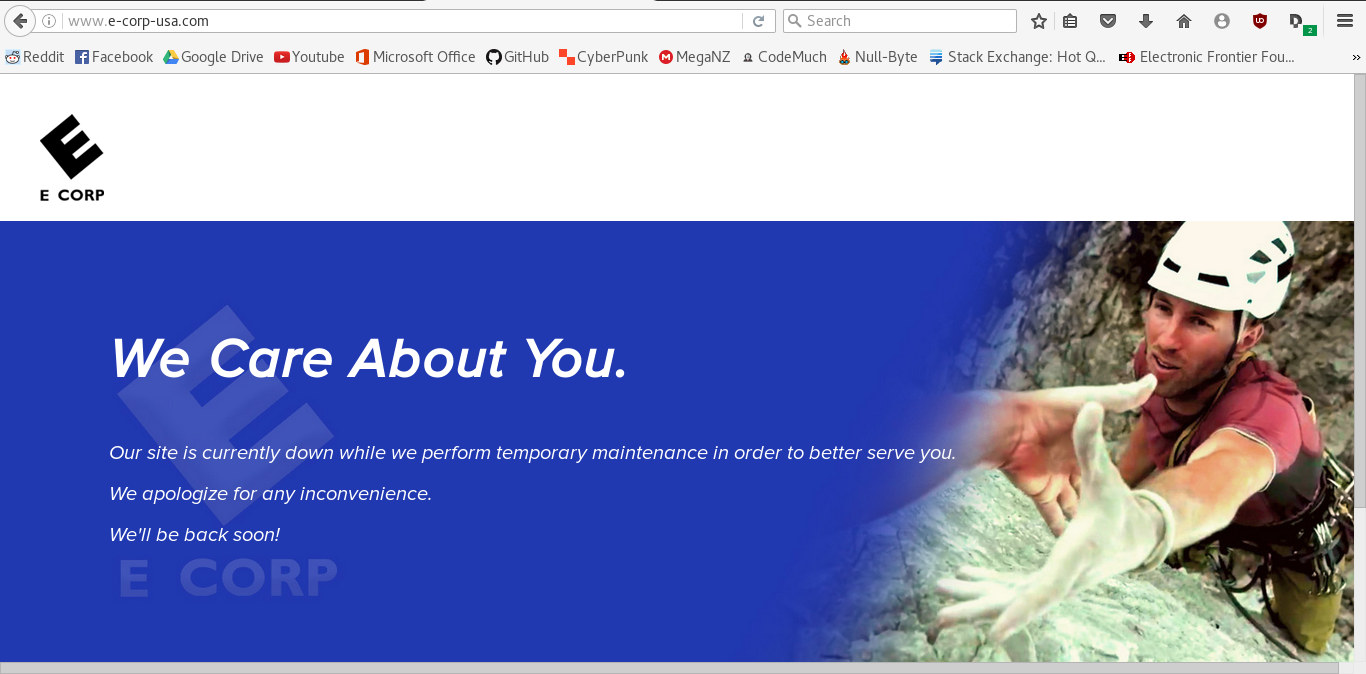 www.e-corp-usa.com
Search
2
Reddit Facebook Google Drive Youtube Microsoft Office GitHub CyberPunk MegaNZ CodeMuch Null-Byte Stack Exchange: Hot Q... Electronic Frontier Fou...
E CORP
We Care About You.
Our site is currently down while we perform temporary maintenance in order to better serve you.
We apologize for any inconvenience.
We'll be back soon!
E CORP